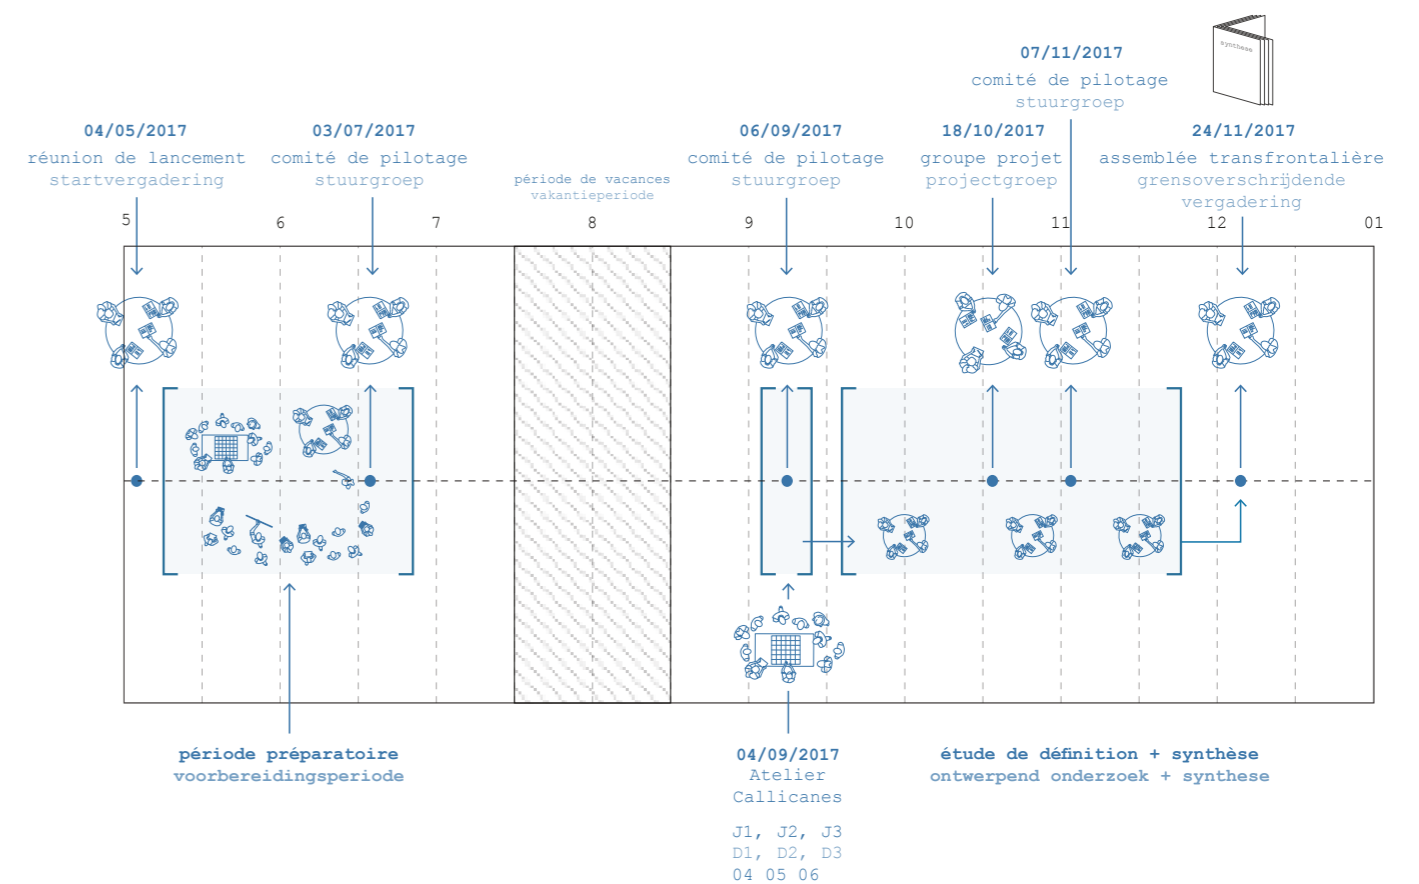 synthese
07/11/2017
comité de pilotage
stuurgroep
04/05/2017
réunion de lancement
startvergadering
03/07/2017
comité de pilotage
stuurgroep
période de vacances
vakantieperiode
06/09/2017
comité de pilotage
stuurgroep
18/10/2017
groupe projet
projectgroep
24/11/2017
assemblée transfrontalière
grensoverschrijdende
vergadering
5 6 7 8 9 10 11 12 01
période préparatoire
voorbereidingsperiode
04/09/2017
Atelier
Callicanes
J1, J2, J3
D1, D2, D3
04 05 06
étude de définition + synthèse
ontwerpend onderzoek + synthese